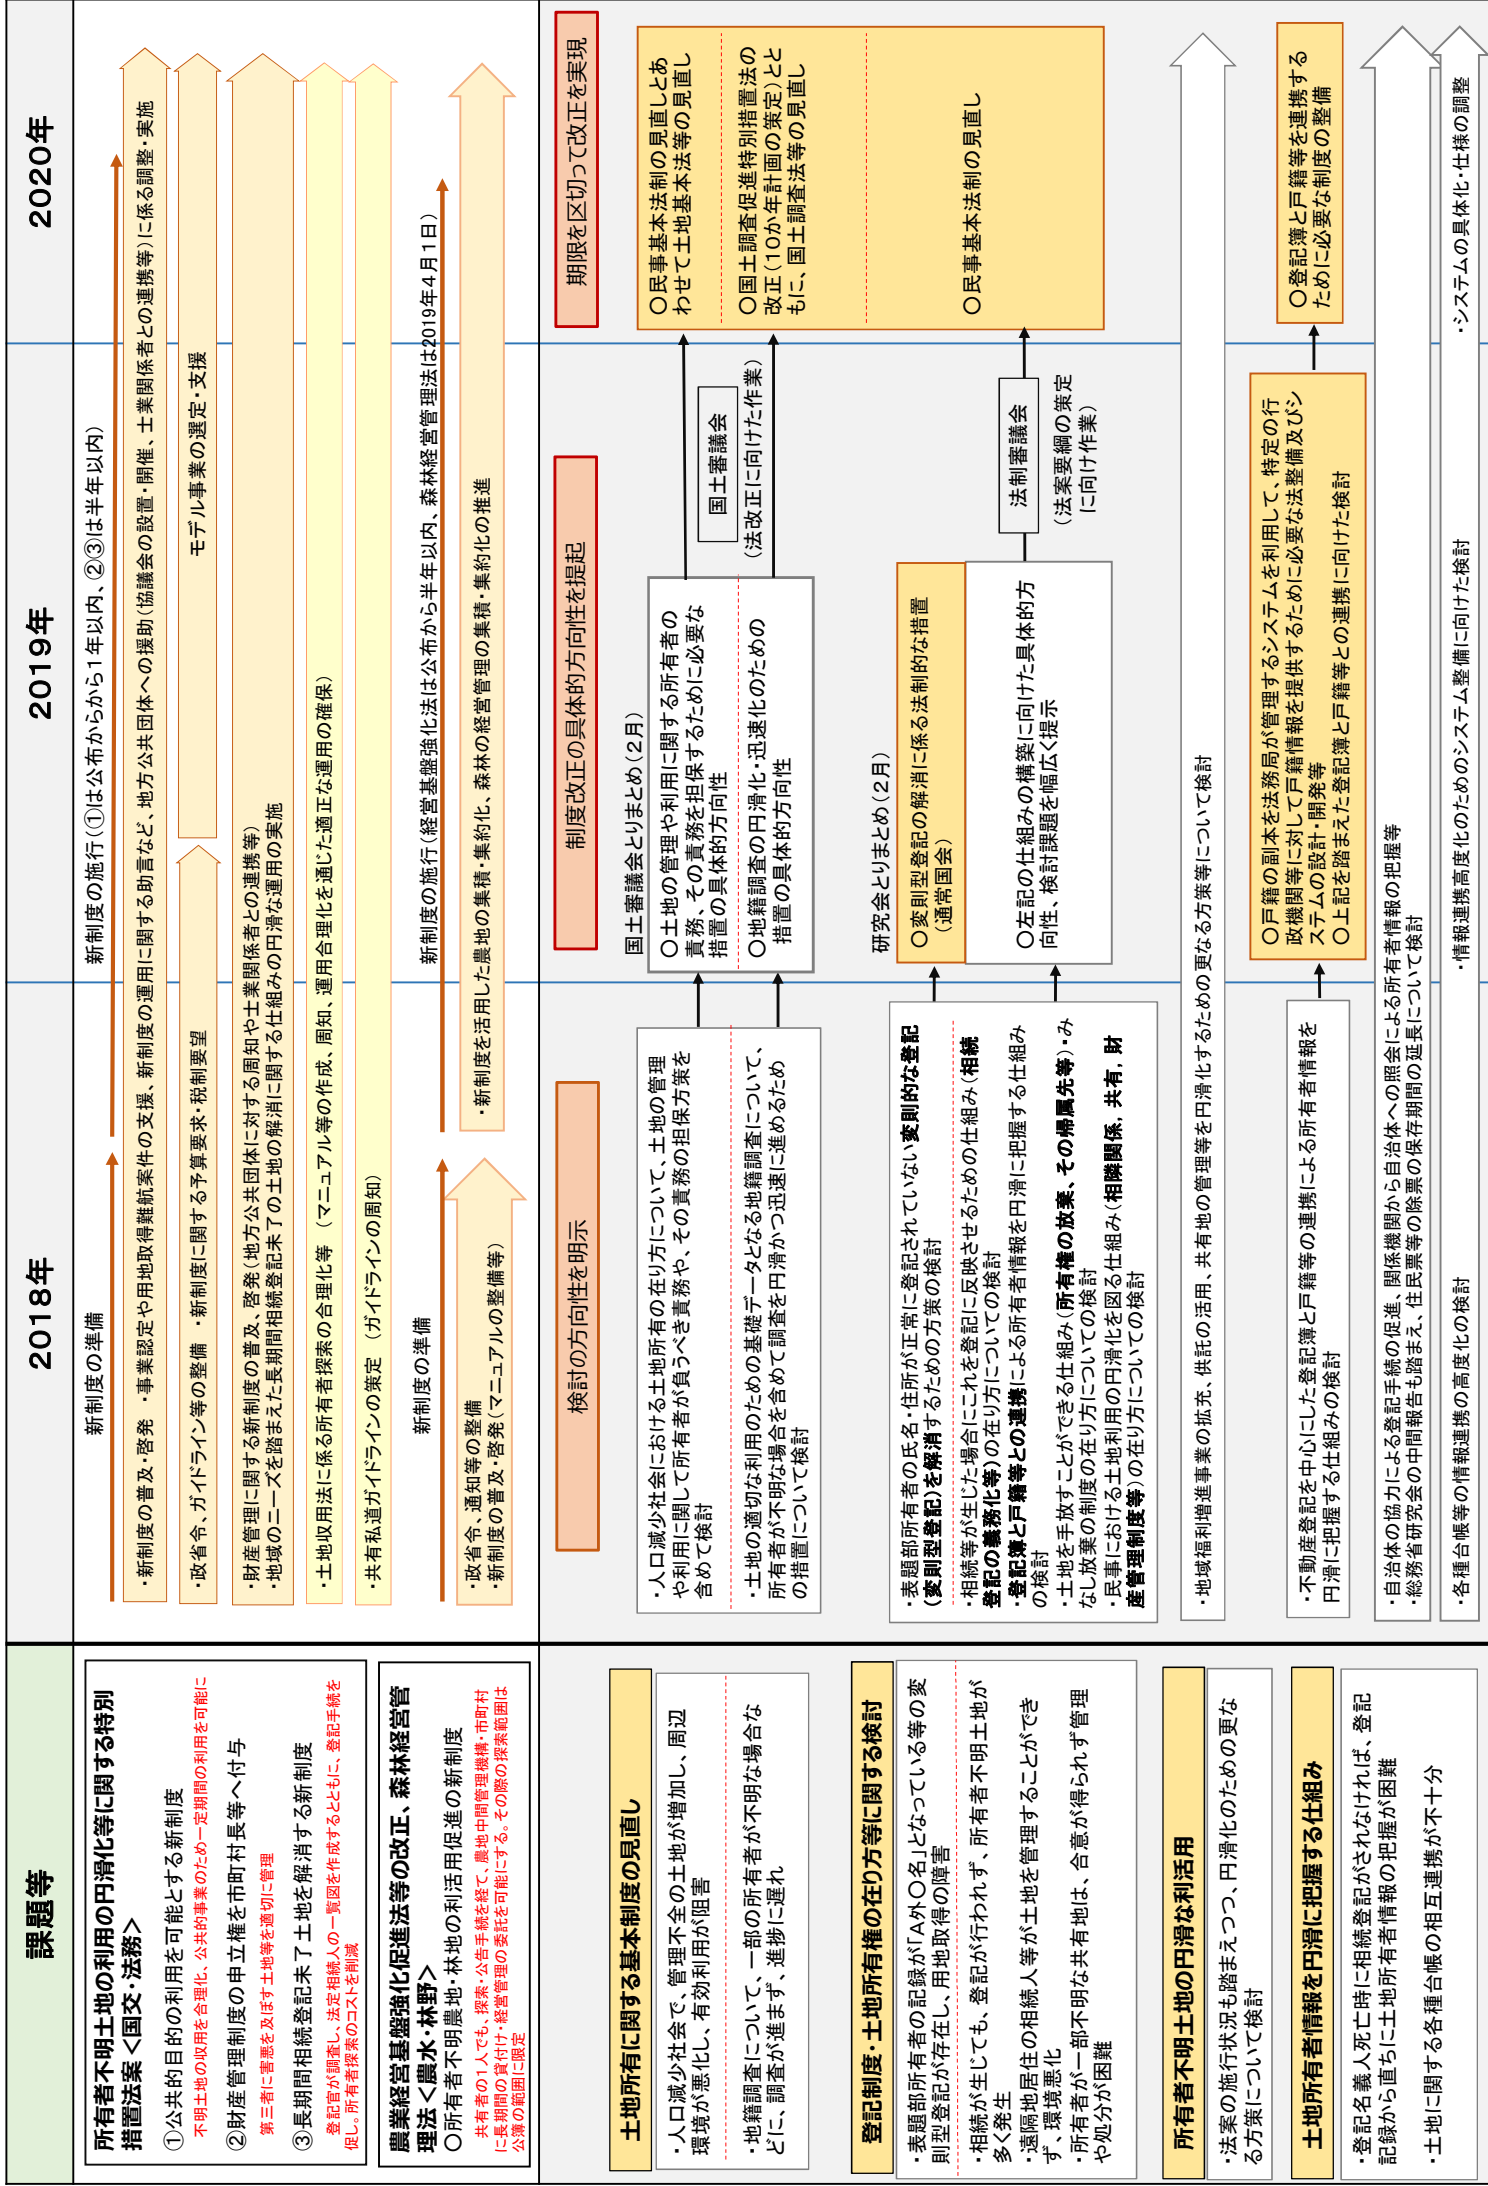 課題等
2018年
2019年
2020年
所有者不明土地の利用の円滑化等に関する特別
措置法案＜国交・法務＞
①公共的目的の利用を可能とする新制度
不明土地の収用を合理化、公共的事業のため一定期間の利用を可能に
②財産管理制度の申立権を市町村長等へ付与
第三者に害悪を及ぼす土地等を適切に管理
③長期間相続登記未了土地を解消する新制度
登記官が調査し、法定相続人の一覧図を作成するとともに、登記手続を
促し。所有者探索のコストを削減
新制度の準備
新制度の施行（①は公布からから１年以内、②③は半年以内）
・新制度の普及・啓発　・事業認定や用地取得難航案件の支援、新制度の運用に関する助言など、地方公共団体への援助（協議会の設置・開催、士業関係者との連携等）に係る調整・実施
・政省令、ガイドライン等の整備　・新制度に関する予算要求・税制要望
モデル事業の選定・支援
・財産管理に関する新制度の普及、啓発（地方公共団体に対する周知や士業関係者との連携等）
・地域のニーズを踏まえた長期間相続登記未了の土地の解消に関する仕組みの円滑な運用の実施
・土地収用法に係る所有者探索の合理化等　（マニュアル等の作成、周知、運用合理化を通じた適正な運用の確保）
・共有私道ガイドラインの策定　（ガイドラインの周知）
農業経営基盤強化促進法等の改正、森林経営管
理法＜農水・林野＞
〇所有者不明農地・林地の利活用促進の新制度
共有者の１人でも、探索・公告手続を経て、農地中間管理機構・市町村
に長期間の貸付け・経営管理の委託を可能にする。その際の探索範囲は
公簿の範囲に限定
新制度の準備
新制度の施行（経営基盤強化法は公布から半年以内、森林経営管理法は2019年４月１日）
・政省令、通知等の整備
・新制度の普及・啓発（マニュアルの整備等）
・新制度を活用した農地の集積・集約化、森林の経営管理の集積・集約化の推進
検討の方向性を明示
制度改正の具体的方向性を提起
期限を区切って改正を実現
土地所有に関する基本制度の見直し
・人口減少社会で、管理不全の土地が増加し、周辺
環境が悪化し、有効利用が阻害
・地籍調査について、一部の所有者が不明な場合な
どに、調査が進まず、進捗に遅れ
・人口減少社会における土地所有の在り方について、土地の管理
や利用に関して所有者が負うべき責務や、その責務の担保方策を
含めて検討
・土地の適切な利用のための基礎データとなる地籍調査について、
所有者が不明な場合を含めて調査を円滑かつ迅速に進めるため
の措置について検討
国土審議会とりまとめ（２月）
〇土地の管理や利用に関する所有者の
責務、その責務を担保するために必要な
措置の具体的方向性
〇地籍調査の円滑化・迅速化のための
措置の具体的方向性
国土審議会
（法改正に向けた作業）
〇民事基本法制の見直しとあ
わせて土地基本法等の見直し
〇国土調査促進特別措置法の
改正（10か年計画の策定）とと
もに、国土調査法等の見直し
〇民事基本法制の見直し
登記制度・土地所有権の在り方等に関する検討
・表題部所有者の記録が「Ａ外〇名」となっている等の変
則型登記が存在し、用地取得の障害
・相続が生じても、登記が行われず、所有者不明土地が
多く発生
・遠隔地居住の相続人等が土地を管理することができ
ず、環境悪化
・所有者が一部不明な共有地は、合意が得られず管理
や処分が困難
・表題部所有者の氏名・住所が正常に登記されていない変則的な登記
（変則型登記）を解消するための方策の検討
・相続等が生じた場合にこれを登記に反映させるための仕組み（相続
登記の義務化等）の在り方についての検討
・登記簿と戸籍等との連携による所有者情報を円滑に把握する仕組み
の検討
・土地を手放すことができる仕組み（所有権の放棄、その帰属先等）・み
なし放棄の制度の在り方についての検討
・民事における土地利用の円滑化を図る仕組み（相隣関係，共有，財
産管理制度等）の在り方についての検討
研究会とりまとめ（２月）
〇変則型登記の解消に係る法制的な措置
（通常国会）
〇左記の仕組みの構築に向けた具体的方
向性、検討課題を幅広く提示
法制審議会
（法案要綱の策定
に向け作業）
所有者不明土地の円滑な利活用
・法案の施行状況も踏まえつつ、円滑化のための更な
る方策について検討
・地域福利増進事業の拡充、供託の活用、共有地の管理等を円滑化するための更なる方策等について検討
土地所有者情報を円滑に把握する仕組み
・登記名義人死亡時に相続登記がされなければ、登記
記録から直ちに土地所有者情報の把握が困難
・土地に関する各種台帳の相互連携が不十分
・不動産登記を中心にした登記簿と戸籍等の連携による所有者情報を
円滑に把握する仕組みの検討
〇戸籍の副本を法務局が管理するシステムを利用して、特定の行
政機関等に対して戸籍情報を提供するために必要な法整備及びシ
ステムの設計・開発等
〇上記を踏まえた登記簿と戸籍等との連携に向けた検討
〇登記簿と戸籍等を連携する
ために必要な制度の整備
・自治体の協力による登記手続の促進、関係機関から自治体への照会による所有者情報の把握等
・総務省研究会の中間報告も踏まえ、住民票等の除票の保存期間の延長について検討
・各種台帳等の情報連携の高度化の検討
・情報連携高度化のためのシステム整備に向けた検討
・システムの具体化・仕様の調整